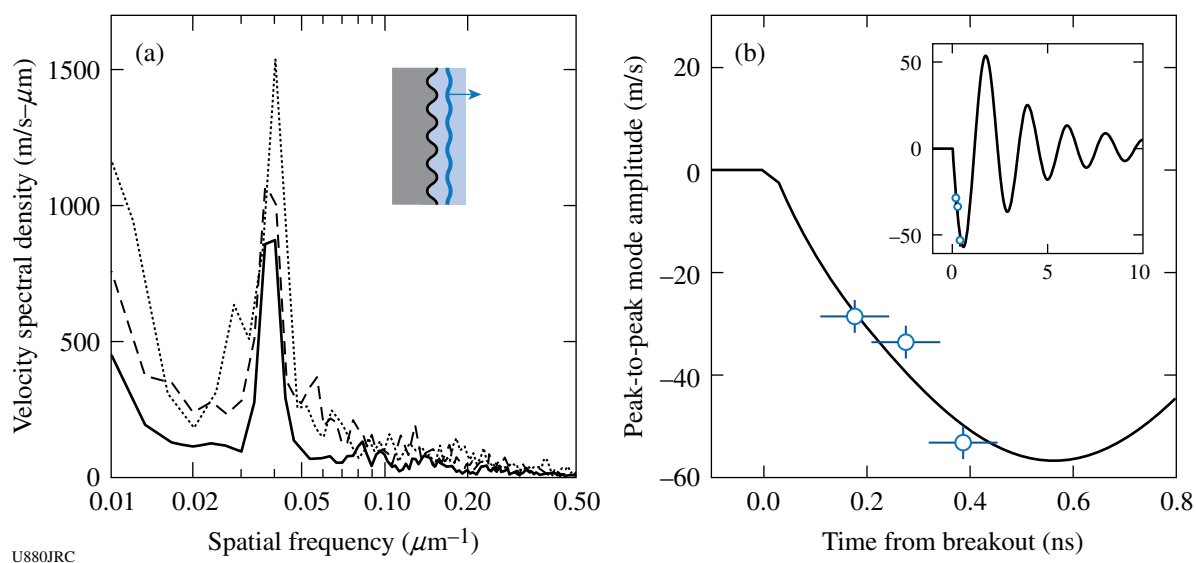 (a)
Velocity spectral density (m/s–μm)
1500
1000
500
0
0.01 0.02 0.05 0.10 0.20 0.50
Spatial frequency (μm–1)
(b)
Peak-to-peak mode amplitude (m/s)
20
0
–20
–40
–60
0.0 0.2 0.4 0.6 0.8
Time from breakout (ns)
50
0
–50
0 5 10
U880JRC